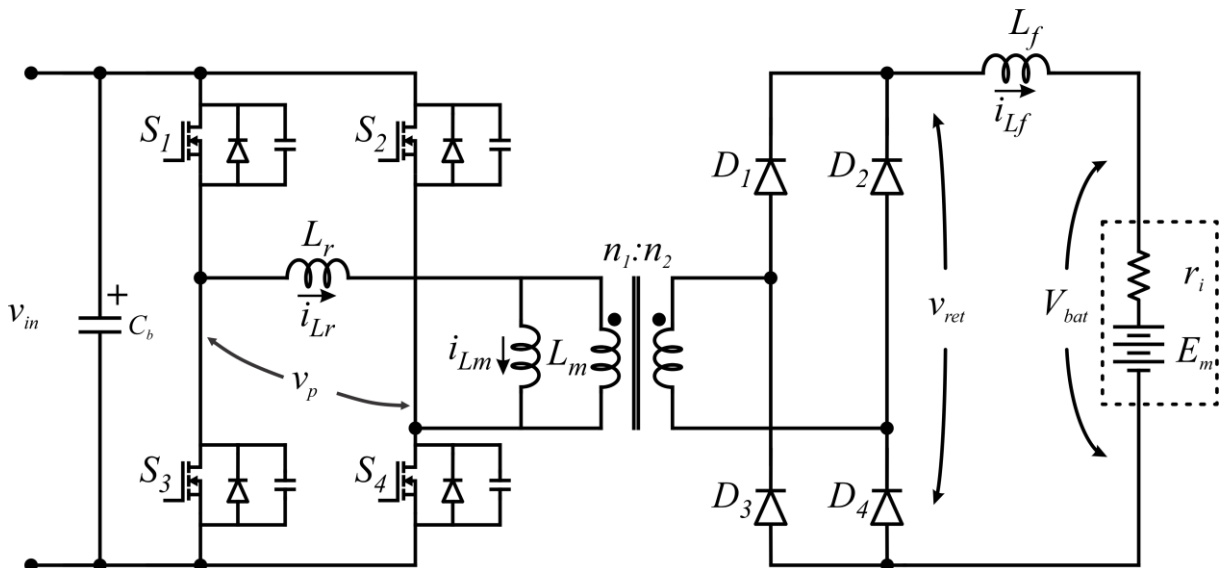 L_f
i_Lf
S_1
S_2
D_1
D_2
L_r
n_1:n_2
v_in
+
C_b
i_Lr
i_Lm
L_m
v_p
v_ret
V_bat
r_i
E_m
S_3
S_4
D_3
D_4